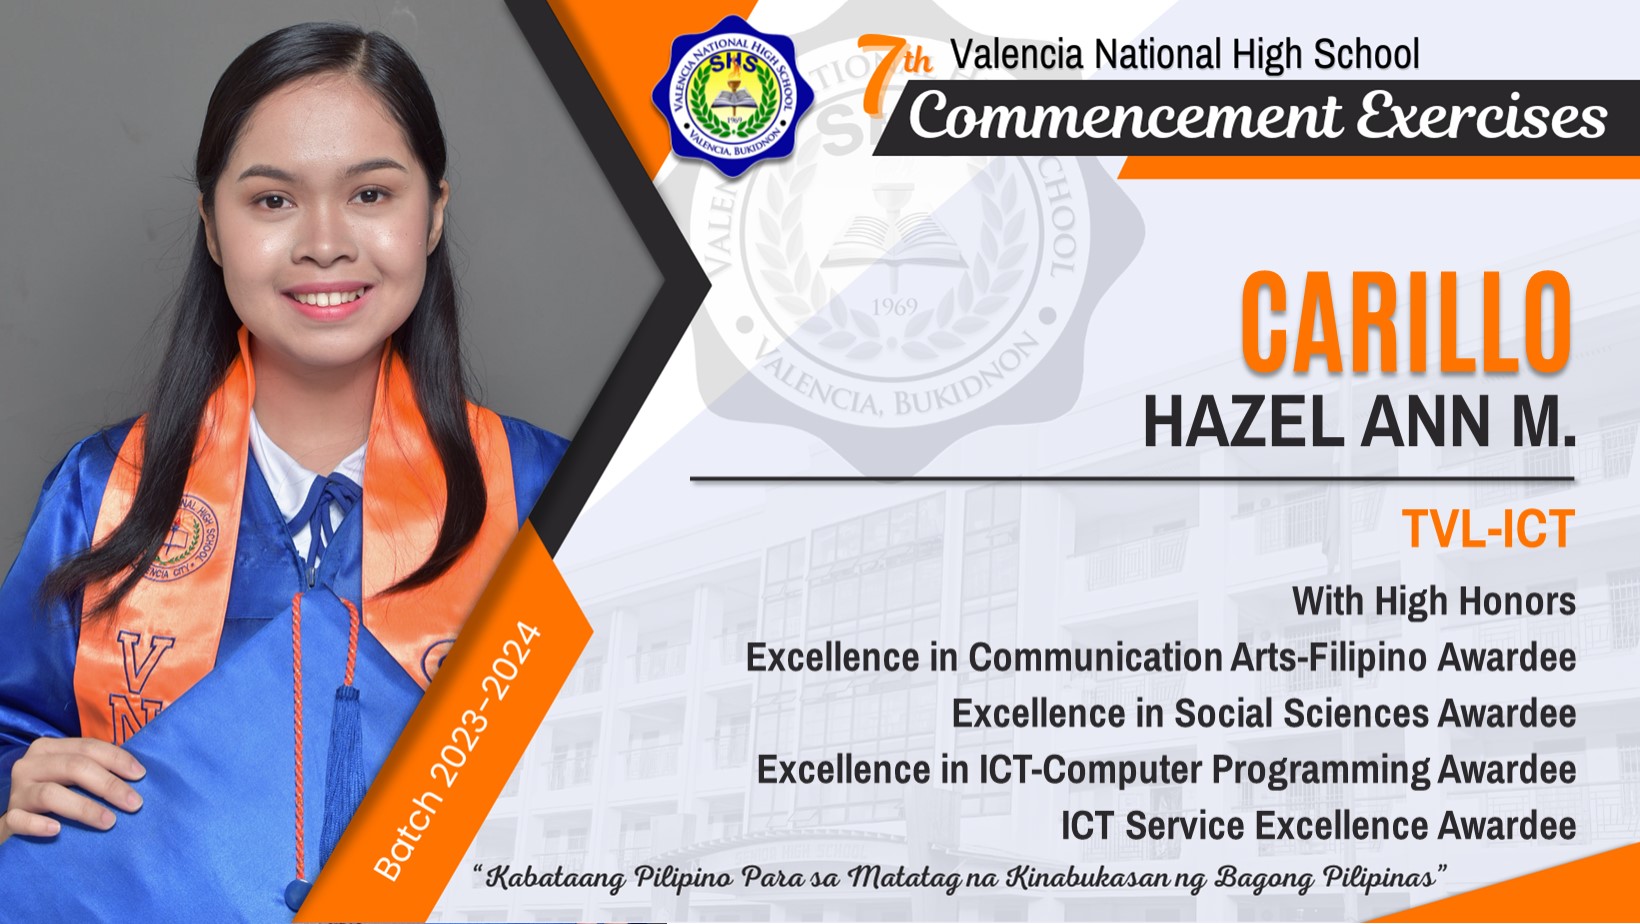 VALENCIA NATIONAL HIGH SCHOOL
SHS
1969
• VALENCIA, BUKIDNON •
7th Valencia National High School
Commencement Exercises
1969
VALENCIA, BUKIDNON
CARILLO
HAZEL ANN M.
TVL-ICT
With High Honors
Excellence in Communication Arts-Filipino Awardee
Excellence in Social Sciences Awardee
Excellence in ICT-Computer Programming Awardee
ICT Service Excellence Awardee
"Kabataang Pilipino Para sa Matatag na Kinabukasan ng Bagong Pilipinas"
Batch 2023-2024
V
N